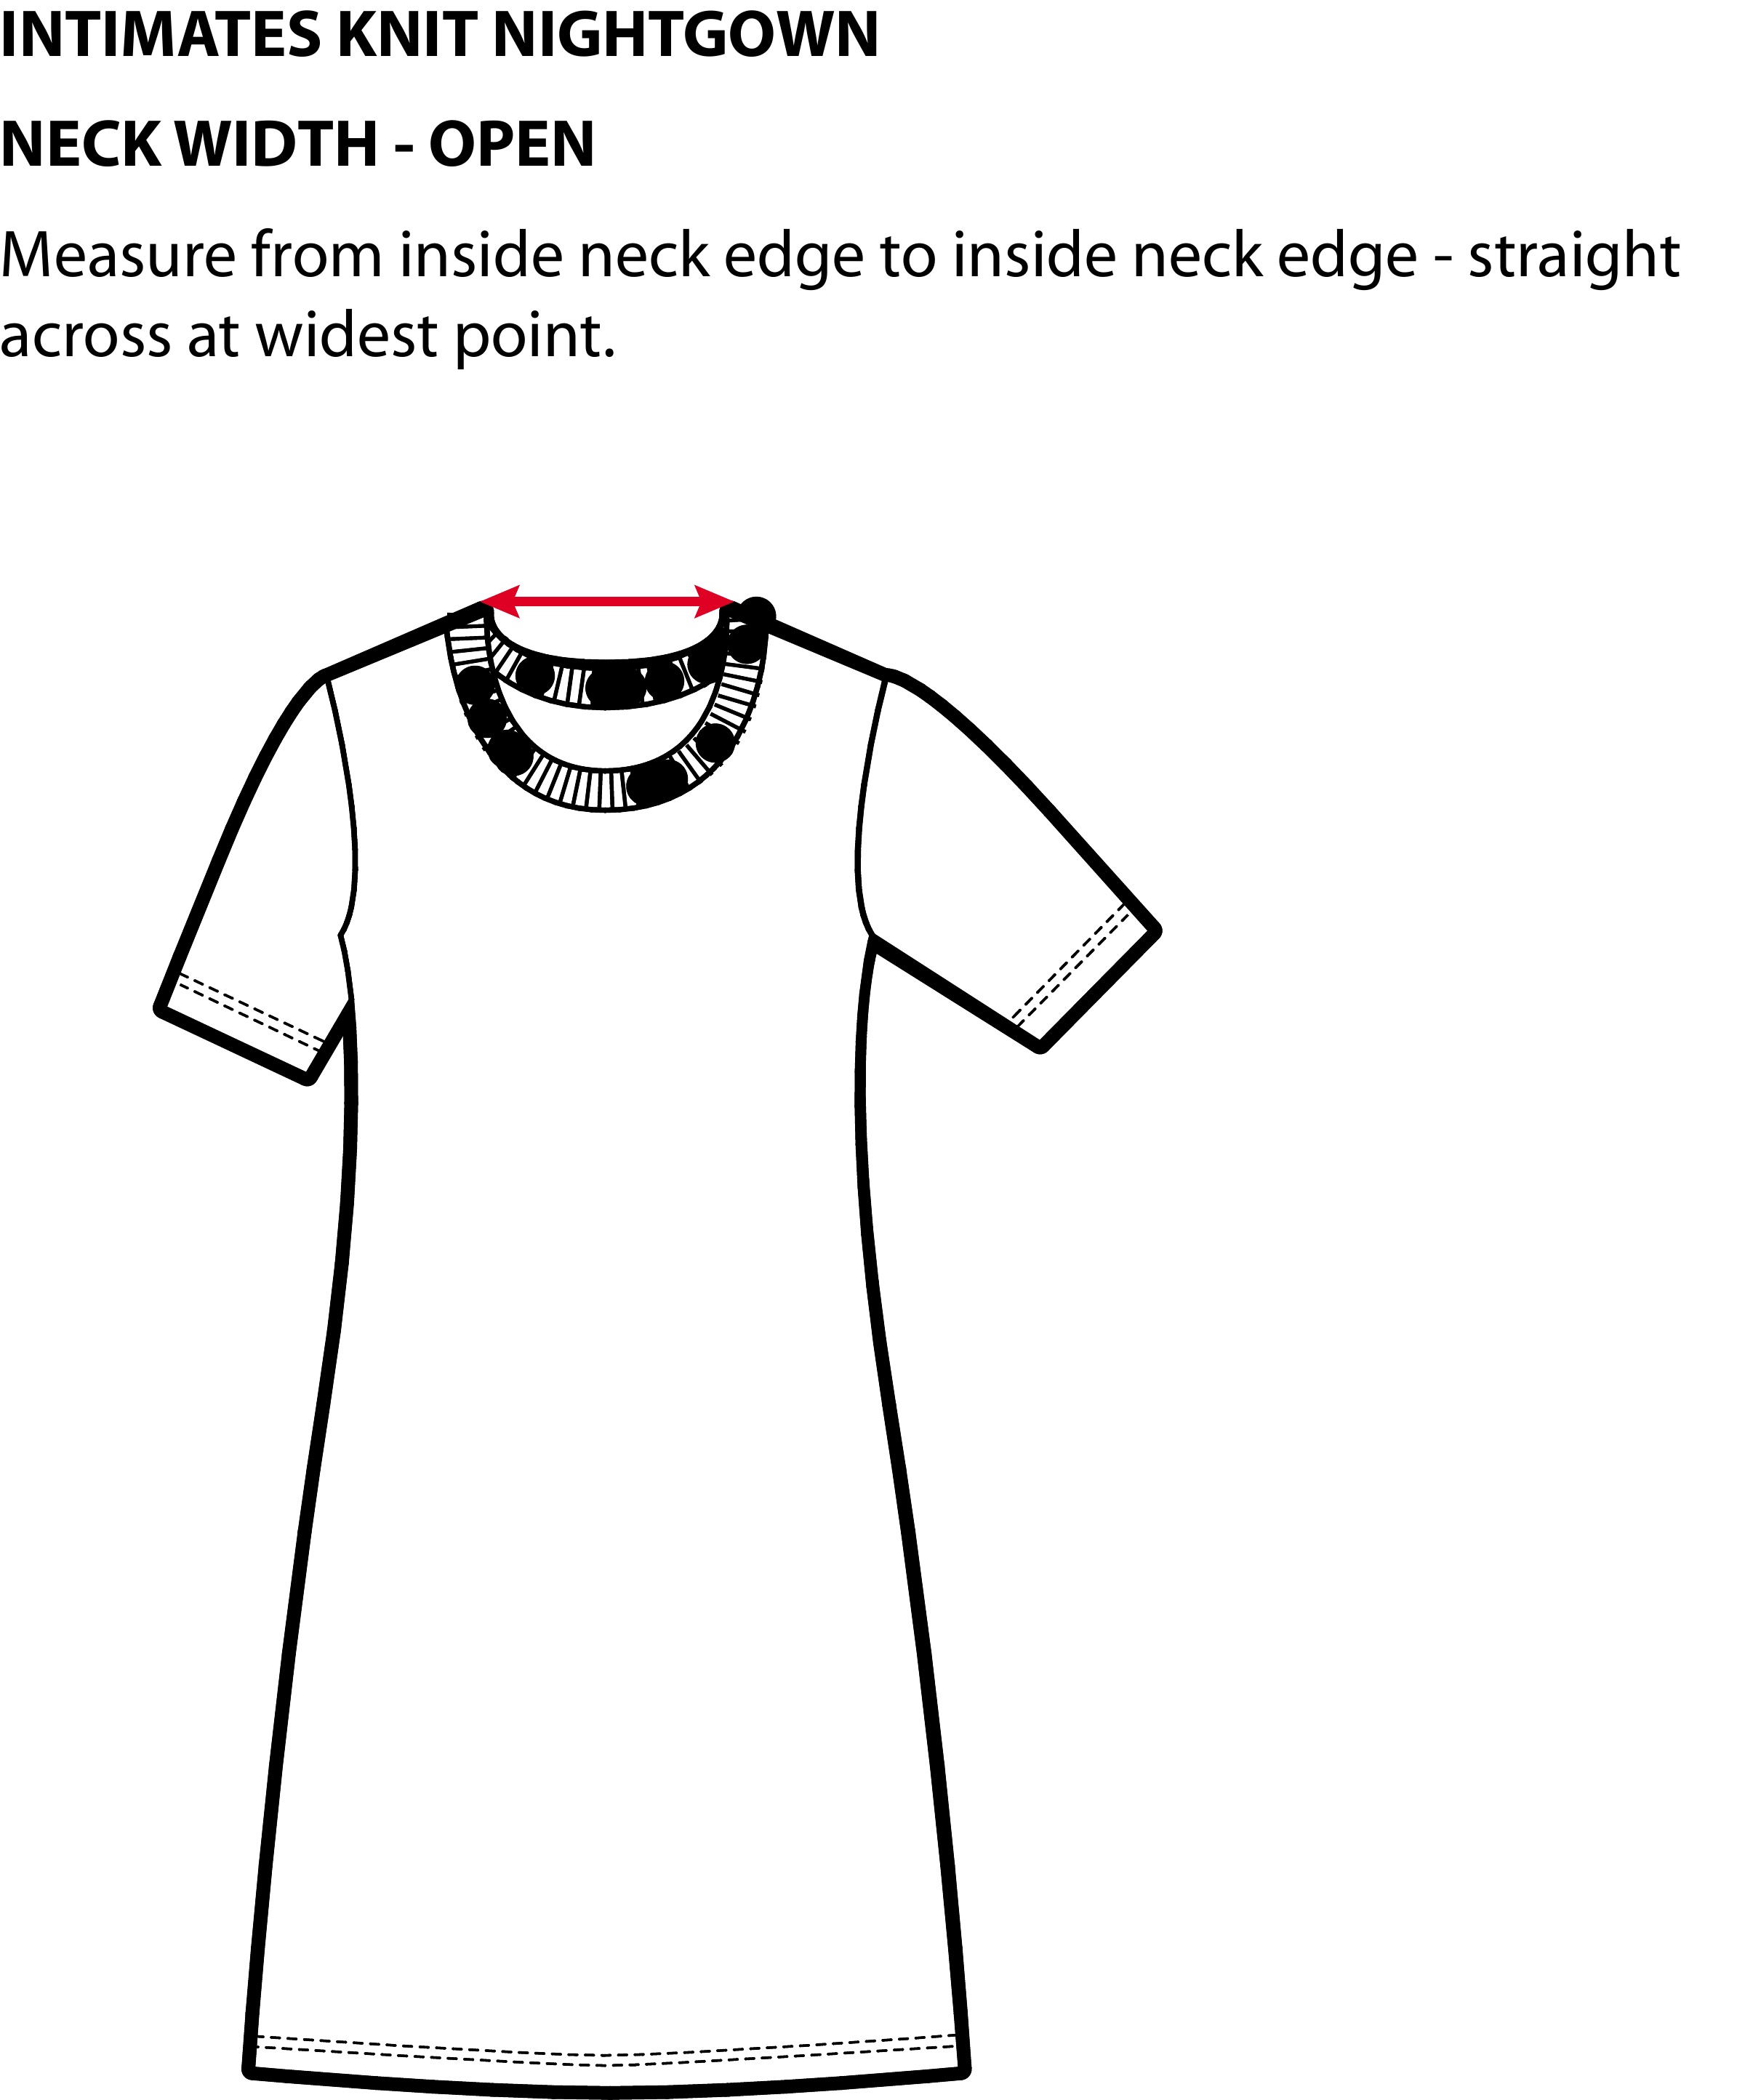 INTIMATES KNIT NIGHTGOWN
NECK WIDTH - OPEN
Measure from inside neck edge to inside neck edge - straight
across at widest point.